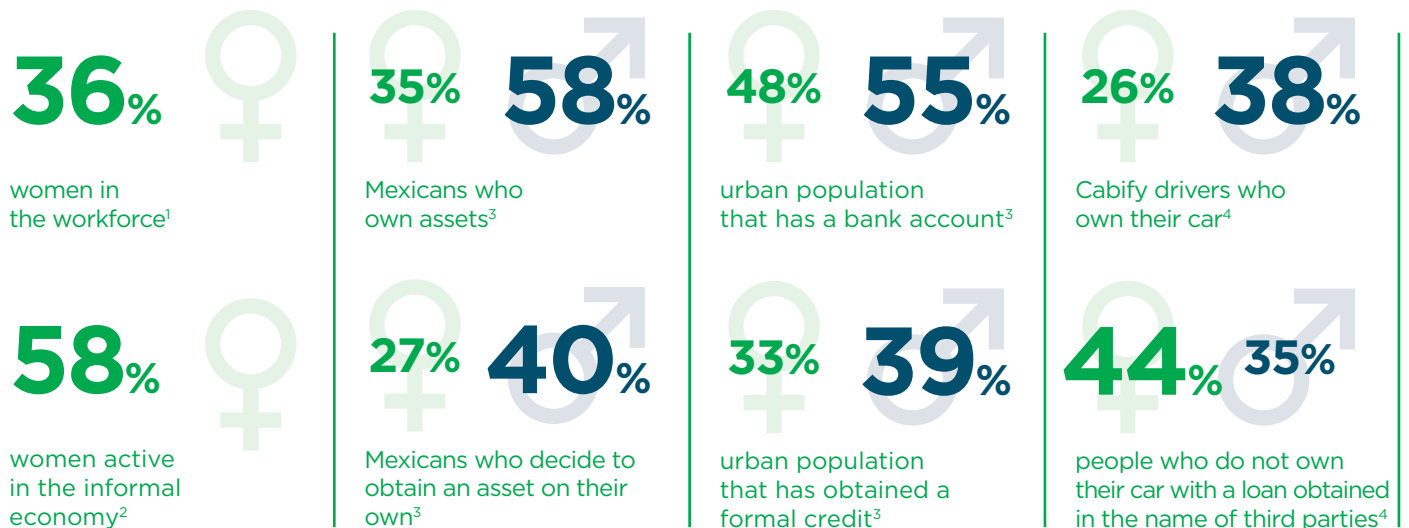 36%
women in
the workforce¹
35% 58%
Mexicans who
own assets³
48% 55%
urban population
that has a bank account³
26% 38%
Cabify drivers who
own their car⁴
58%
women active
in the informal
economy²
27% 40%
Mexicans who decide to
obtain an asset on their
own³
33% 39%
urban population
that has obtained a
formal credit³
44% 35%
people who do not own
their car with a loan obtained
in the name of third parties⁴